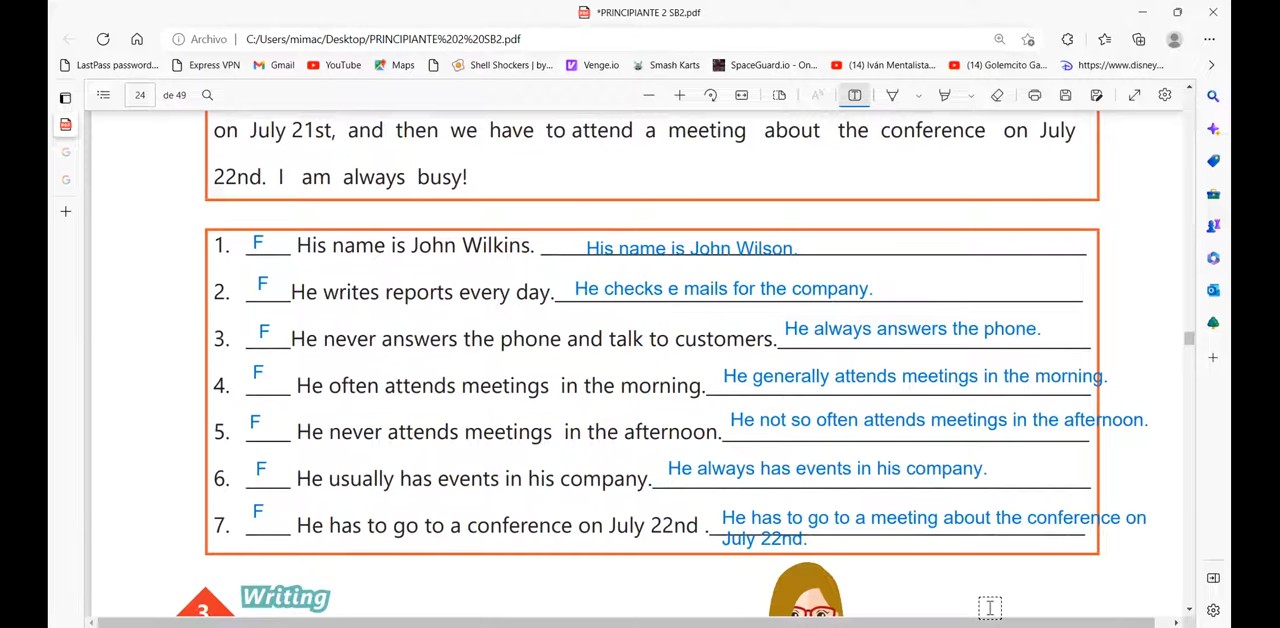 *PRINCIPIANTE 2 SB2.pdf
Archivo | C:/Users/mimac/Desktop/PRINCIPIANTE%202%20SB2.pdf
LastPass password... Express VPN Gmail YouTube Maps Shell Shockers | by... Venge.io Smash Karts SpaceGuard.io - On... (14) Iván Mentalista... (14) Golemcito Ga... https://www.disney...
24 de 49
on July 21st, and then we have to attend a meeting about the conference on July
22nd. I am always busy!
1. F His name is John Wilkins. His name is John Wilson.
2. F He writes reports every day. He checks e mails for the company.
3. F He never answers the phone and talk to customers. He always answers the phone.
4. F He often attends meetings in the morning. He generally attends meetings in the morning.
5. F He never attends meetings in the afternoon. He not so often attends meetings in the afternoon.
6. F He usually has events in his company. He always has events in his company.
7. F He has to go to a conference on July 22nd . He has to go to a meeting about the conference on
July 22nd.
3 Writing